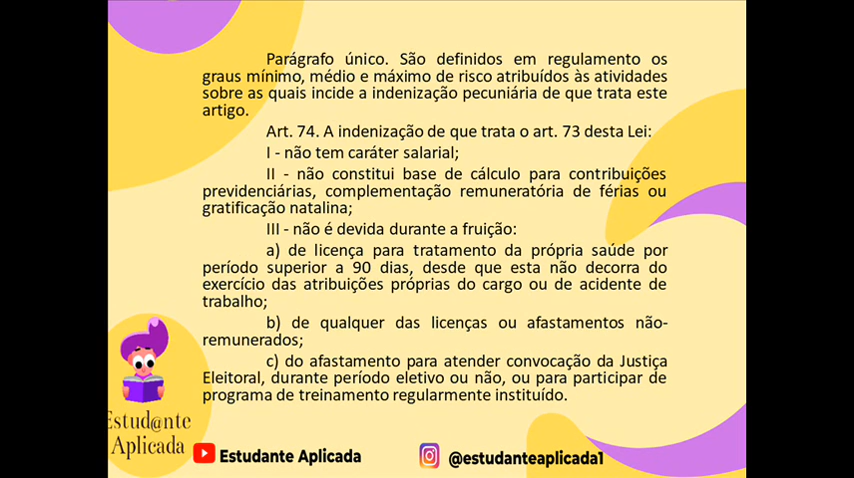 Parágrafo único. São definidos em regulamento os
graus mínimo, médio e máximo de risco atribuídos às atividades
sobre as quais incide a indenização pecuniária de que trata este
artigo.
Art. 74. A indenização de que trata o art. 73 desta Lei:
I - não tem caráter salarial;
II - não constitui base de cálculo para contribuições
previdenciárias, complementação remuneratória de férias ou
gratificação natalina;
III - não é devida durante a fruição:
a) de licença para tratamento da própria saúde por
período superior a 90 dias, desde que esta não decorra do
exercício das atribuições próprias do cargo ou de acidente de
trabalho;
b) de qualquer das licenças ou afastamentos não-
remunerados;
c) do afastamento para atender convocação da Justiça
Eleitoral, durante período eletivo ou não, ou para participar de
programa de treinamento regularmente instituído.
Estud@nte
Aplicada
Estudante Aplicada
@estudanteaplicada1